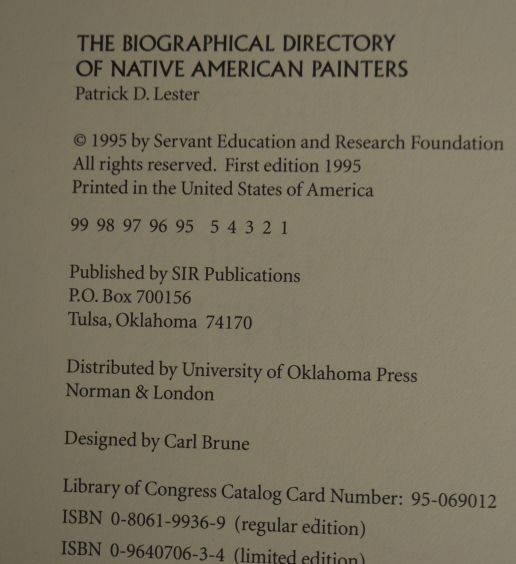 THE BIOGRAPHICAL DIRECTORY
OF NATIVE AMERICAN PAINTERS
Patrick D. Lester
© 1995 by Servant Education and Research Foundation
All rights reserved. First edition 1995
Printed in the United States of America
99 98 97 96 95 5 4 3 2 1
Published by SIR Publications
P.O. Box 700156
Tulsa, Oklahoma 74170
Distributed by University of Oklahoma Press
Norman & London
Designed by Carl Brune
Library of Congress Catalog Card Number: 95-069012
ISBN 0-8061-9936-9 (regular edition)
ISBN 0-9640706-3-4 (limited edition)